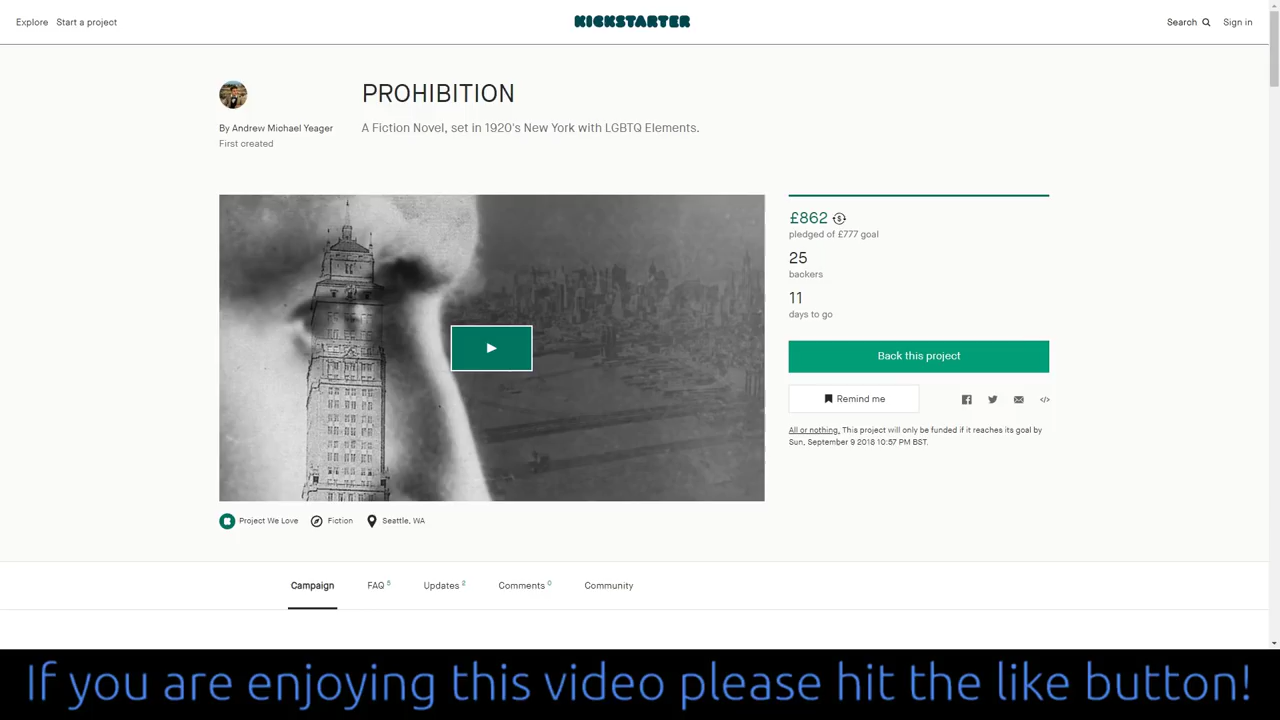 Explore Start a project KICKSTARTER Search Sign in
PROHIBITION
A Fiction Novel, set in 1920's New York with LGBTQ Elements.
By Andrew Michael Yeager
First created
£862
pledged of £777 goal
25
backers
11
days to go
Back this project
Remind me
All or nothing. This project will only be funded if it reaches its goal by
Sun, September 9 2018 10:57 PM BST.
Project We Love Fiction Seattle, WA
Campaign FAQ 5 Updates 2 Comments 0 Community
If you are enjoying this video please hit the like button!